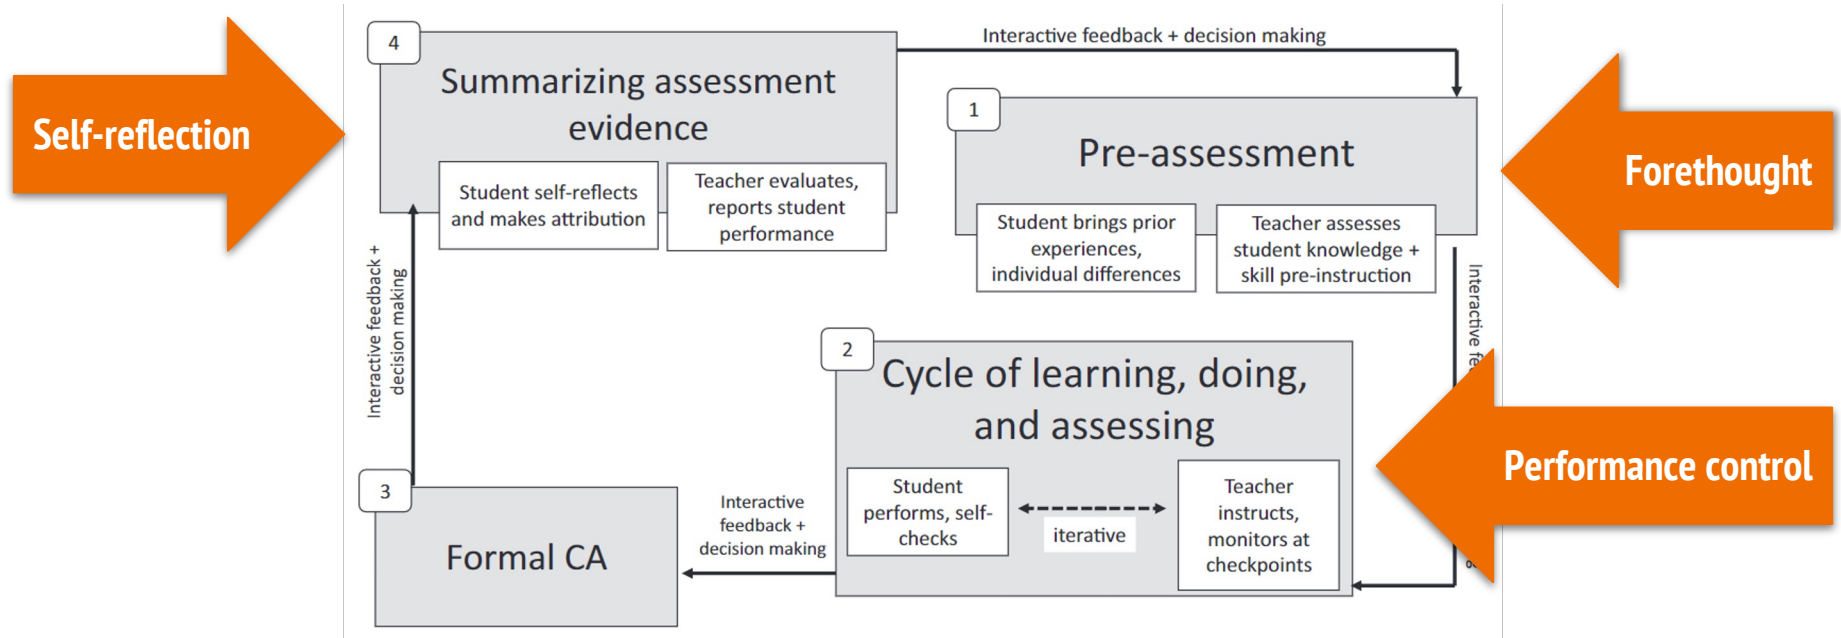 Self-reflection
4
Summarizing assessment
evidence
Student self-reflects
and makes attribution
Teacher evaluates,
reports student
performance
Interactive feedback + decision making
1
Pre-assessment
Student brings prior
experiences,
individual differences
Teacher assesses
student knowledge +
skill pre-instruction
Forethought
Interactive
2
Cycle of learning, doing,
and assessing
Student
performs, self-
checks
iterative
Teacher
instructs,
monitors at
checkpoints
Performance control
Interactive
feedback +
decision making
3
Formal CA
Interactive feedback +
decision making